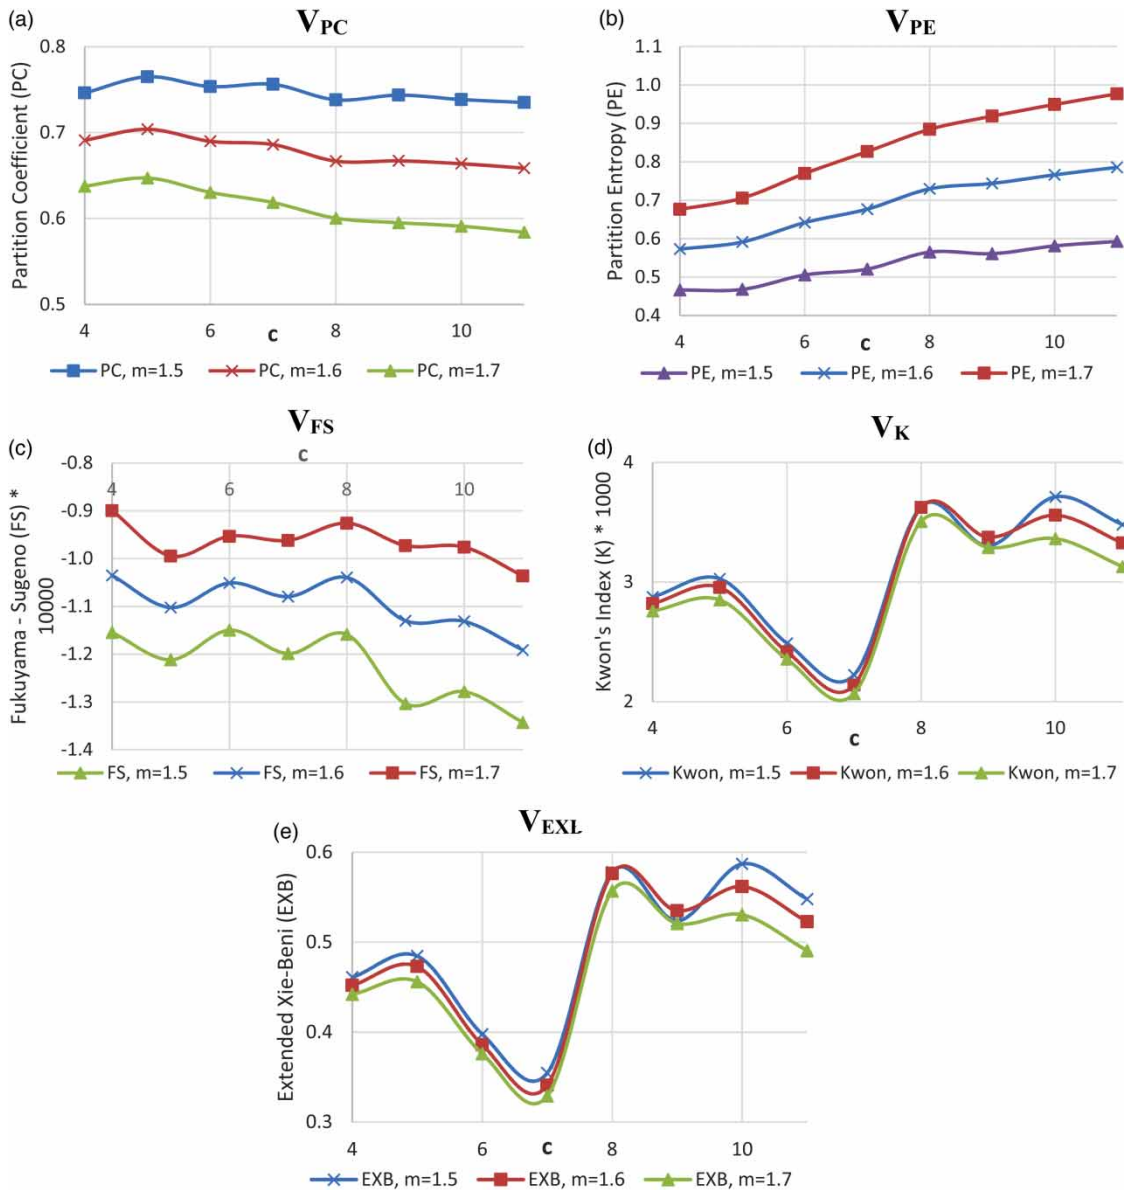 (a) V_PC
Partition Coefficient (PC)
0.8
0.7
0.6
0.5
4 6 8 10
c
PC, m=1.5 PC, m=1.6 PC, m=1.7
(b) V_PE
Partition Entropy (PE)
1.1
1.0
0.9
0.8
0.7
0.6
0.5
0.4
4 6 8 10
c
PE, m=1.5 PE, m=1.6 PE, m=1.7
(c) V_FS
c
Fukuyama - Sugeno (FS) *
10000
-0.8
4 6 8 10
-0.9
-1.0
-1.1
-1.2
-1.3
-1.4
FS, m=1.5 FS, m=1.6 FS, m=1.7
(d) V_K
Kwon's Index (K) * 1000
4
3
2
4 6 8 10
c
Kwon, m=1.5 Kwon, m=1.6 Kwon, m=1.7
(e) V_EXL
Extended Xie-Beni (EXB)
0.6
0.5
0.4
0.3
4 6 8 10
c
EXB, m=1.5 EXB, m=1.6 EXB, m=1.7